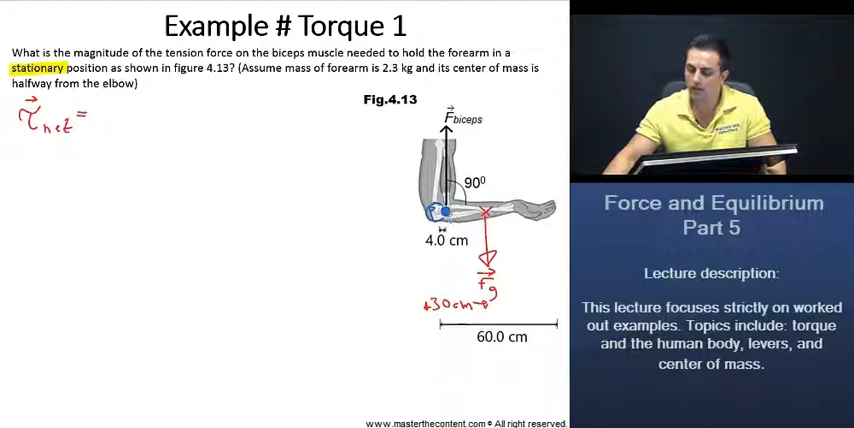 Example # Torque 1
What is the magnitude of the tension force on the biceps muscle needed to hold the forearm in a
stationary position as shown in figure 4.13? (Assume mass of forearm is 2.3 kg and its center of mass is
halfway from the elbow)
τnet =
Fig.4.13
Fbiceps
90⁰
4.0 cm
Fg
30cm
60.0 cm
www.masterthecontent.com ® All right reserved.
Force and Equilibrium
Part 5
Lecture description:
This lecture focuses strictly on worked
out examples. Topics include: torque
and the human body, levers, and
center of mass.